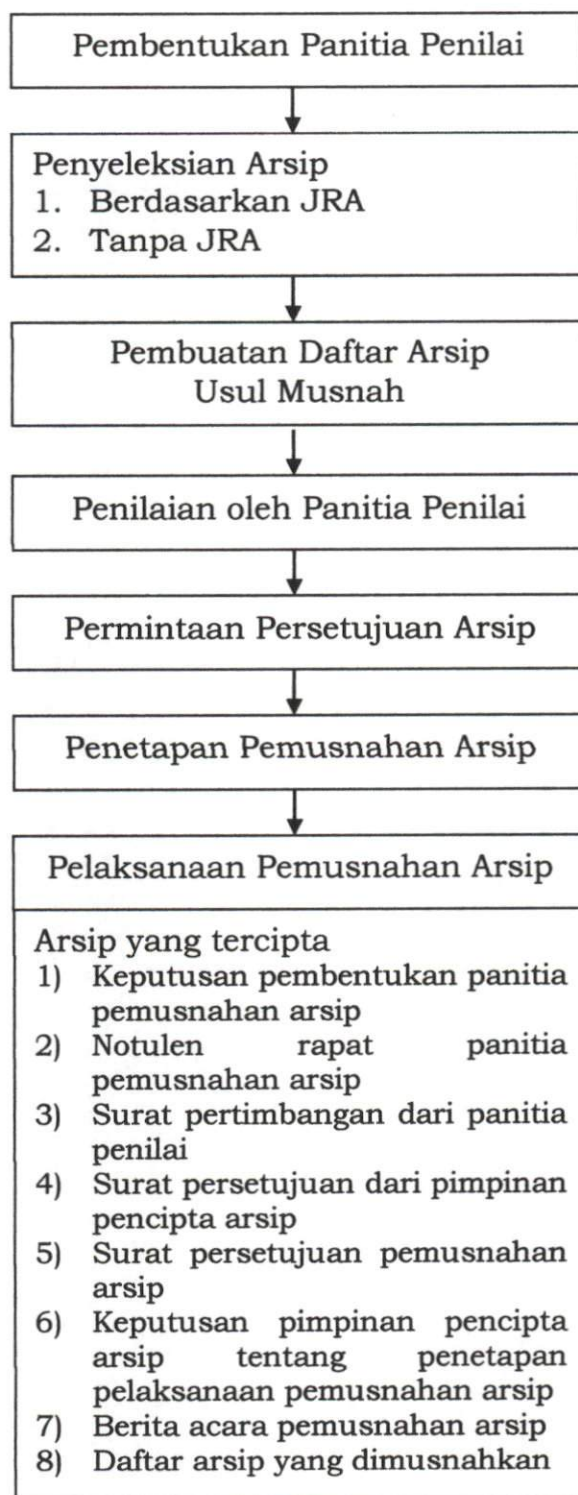 Pembentukan Panitia Penilai
Penyeleksian Arsip
1. Berdasarkan JRA
2. Tanpa JRA
Pembuatan Daftar Arsip
Usul Musnah
Penilaian oleh Panitia Penilai
Permintaan Persetujuan Arsip
Penetapan Pemusnahan Arsip
Pelaksanaan Pemusnahan Arsip
Arsip yang tercipta
1) Keputusan pembentukan panitia
pemusnahan arsip
2) Notulen rapat panitia
pemusnahan arsip
3) Surat pertimbangan dari panitia
penilai
4) Surat persetujuan dari pimpinan
pencipta arsip
5) Surat persetujuan pemusnahan
arsip
6) Keputusan pimpinan pencipta
arsip tentang penetapan
pelaksanaan pemusnahan arsip
7) Berita acara pemusnahan arsip
8) Daftar arsip yang dimusnahkan